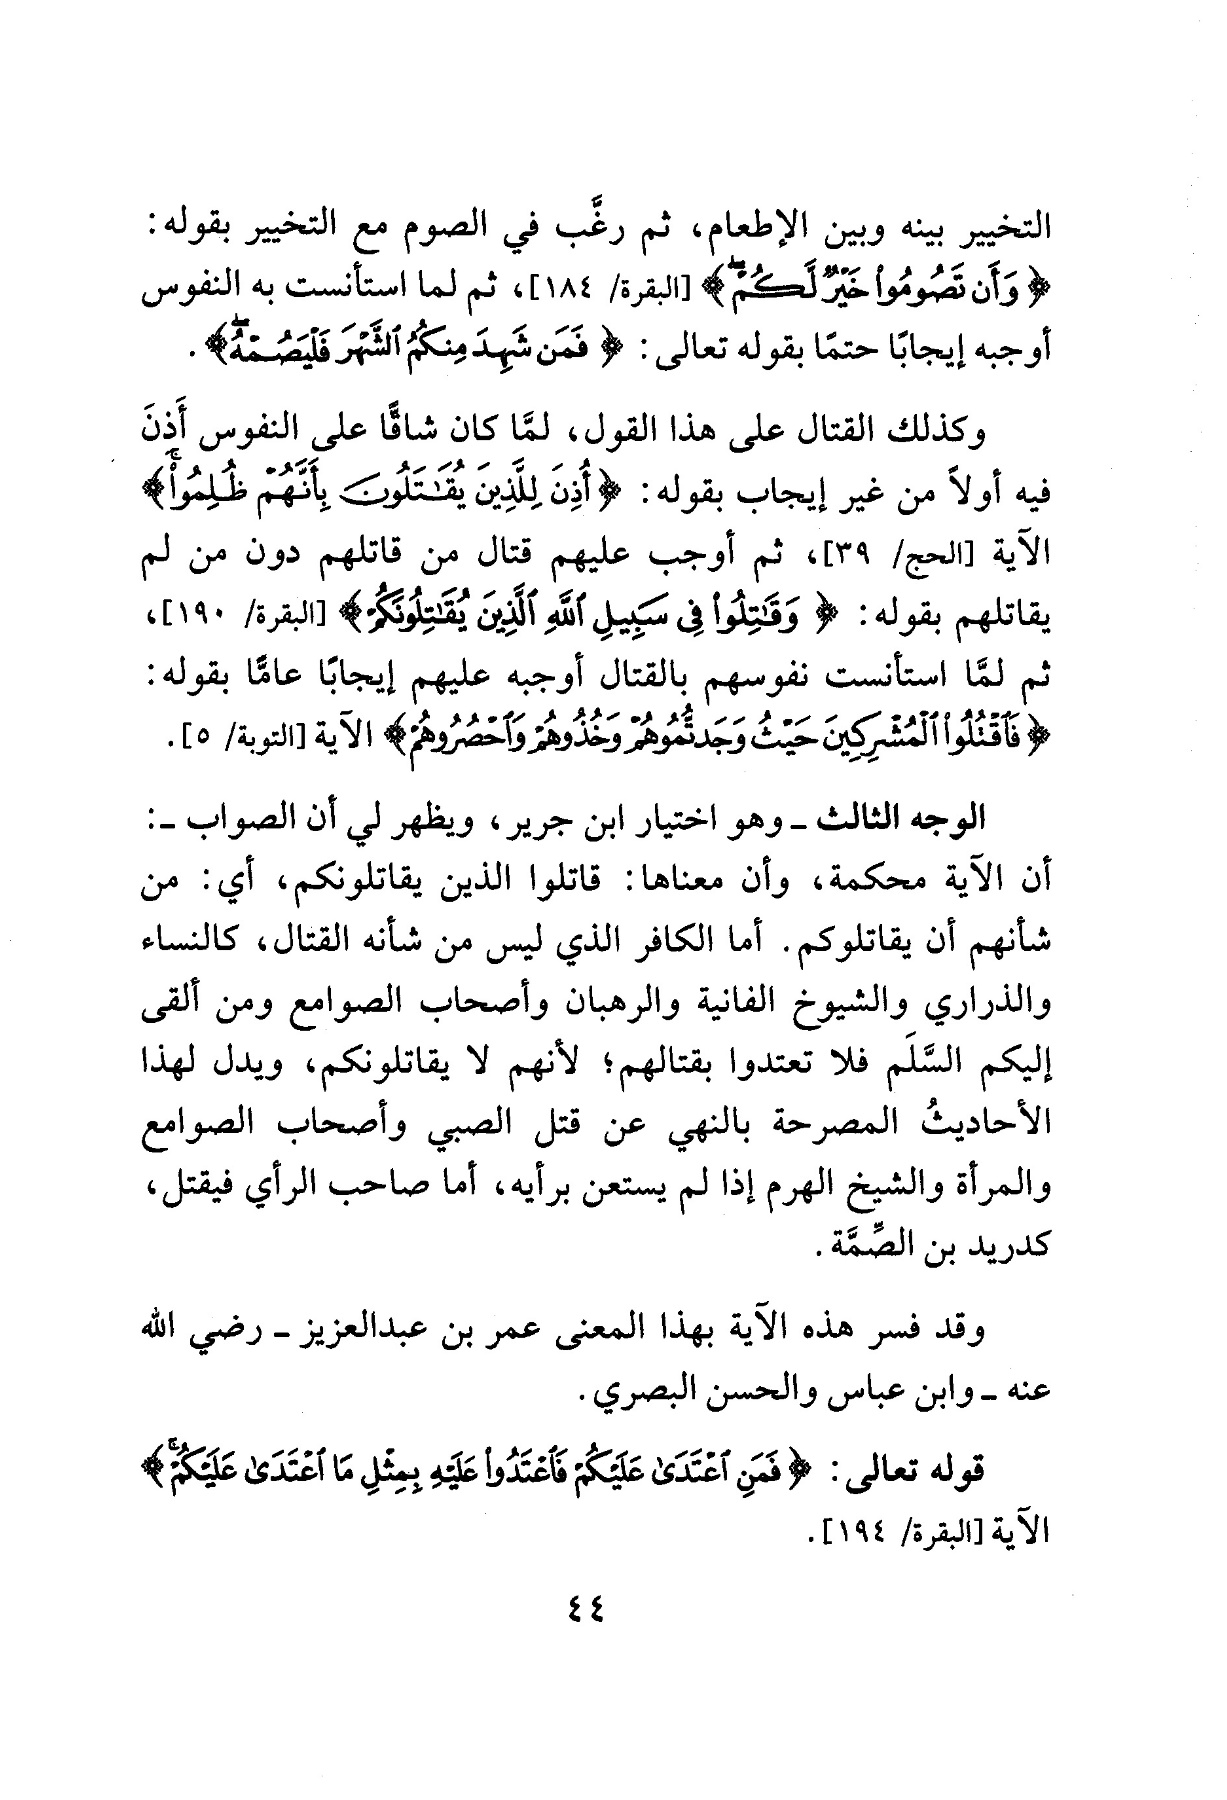 التخيير بينه وبين الإطعام، ثم رغَّب في الصوم مع التخيير بقوله:
﴿ وَأَن تَصُومُواْ خَيْرٌ لَّكُمْ ۖ ﴾ [البقرة/ ١٨٤]، ثم لما استأنست به النفوس
أوجبه إيجابًا حتمًا بقوله تعالى: ﴿ فَمَن شَهِدَ مِنكُمُ ٱلشَّهْرَ فَلْيَصُمْهُ ۖ ﴾ .
وكذلك القتال على هذا القول، لمَّا كان شاقًّا على النفوس أَذِنَ
فيه أولاً من غير إيجاب بقوله: ﴿ أُذِنَ لِلَّذِينَ يُقَـٰتَلُونَ بِأَنَّهُمْ ظُلِمُواْ ۚ ﴾
الآية [الحج/ ٣٩]، ثم أوجب عليهم قتال من قاتلهم دون من لم
يقاتلهم بقوله: ﴿ وَقَـٰتِلُواْ فِى سَبِيلِ ٱللَّهِ ٱلَّذِينَ يُقَـٰتِلُونَكُمْ ﴾ [البقرة/ ١٩٠]،
ثم لمَّا استأنست نفوسهم بالقتال أوجبه عليهم إيجابًا عامًّا بقوله:
﴿ فَٱقْتُلُواْ ٱلْمُشْرِكِينَ حَيْثُ وَجَدتُّمُوهُمْ وَخُذُوهُمْ وَٱحْصُرُوهُمْ ﴾ الآية [التوبة/ ٥].
الوجه الثالث ـ وهو اختيار ابن جرير، ويظهر لي أن الصواب ـ:
أن الآية محكمة، وأن معناها: قاتلوا الذين يقاتلونكم، أي: من
شأنهم أن يقاتلوكم. أما الكافر الذي ليس من شأنه القتال، كالنساء
والذراري والشيوخ الفانية والرهبان وأصحاب الصوامع ومن ألقى
إليكم السَّلَم فلا تعتدوا بقتالهم؛ لأنهم لا يقاتلونكم، ويدل لهذا
الأحاديثُ المصرحة بالنهي عن قتل الصبي وأصحاب الصوامع
والمرأة والشيخ الهرم إذا لم يستعن برأيه، أما صاحب الرأي فيقتل،
كدريد بن الصِّمَّة.
وقد فسر هذه الآية بهذا المعنى عمر بن عبدالعزيز ـ رضي الله
عنه ـ وابن عباس والحسن البصري.
قوله تعالى: ﴿ فَمَنِ ٱعْتَدَىٰ عَلَيْكُمْ فَٱعْتَدُواْ عَلَيْهِ بِمِثْلِ مَا ٱعْتَدَىٰ عَلَيْكُمْ ۚ ﴾
الآية [البقرة/ ١٩٤].
٤٤